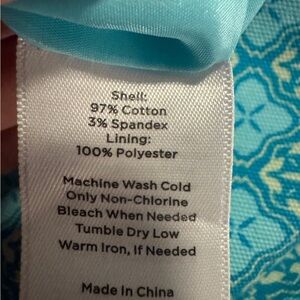 Shell:
97% Cotton
3% Spandex
Lining:
100% Polyester
Machine Wash Cold
Only Non-Chlorine
Bleach When Needed
Tumble Dry Low
Warm Iron, If Needed
Made in China